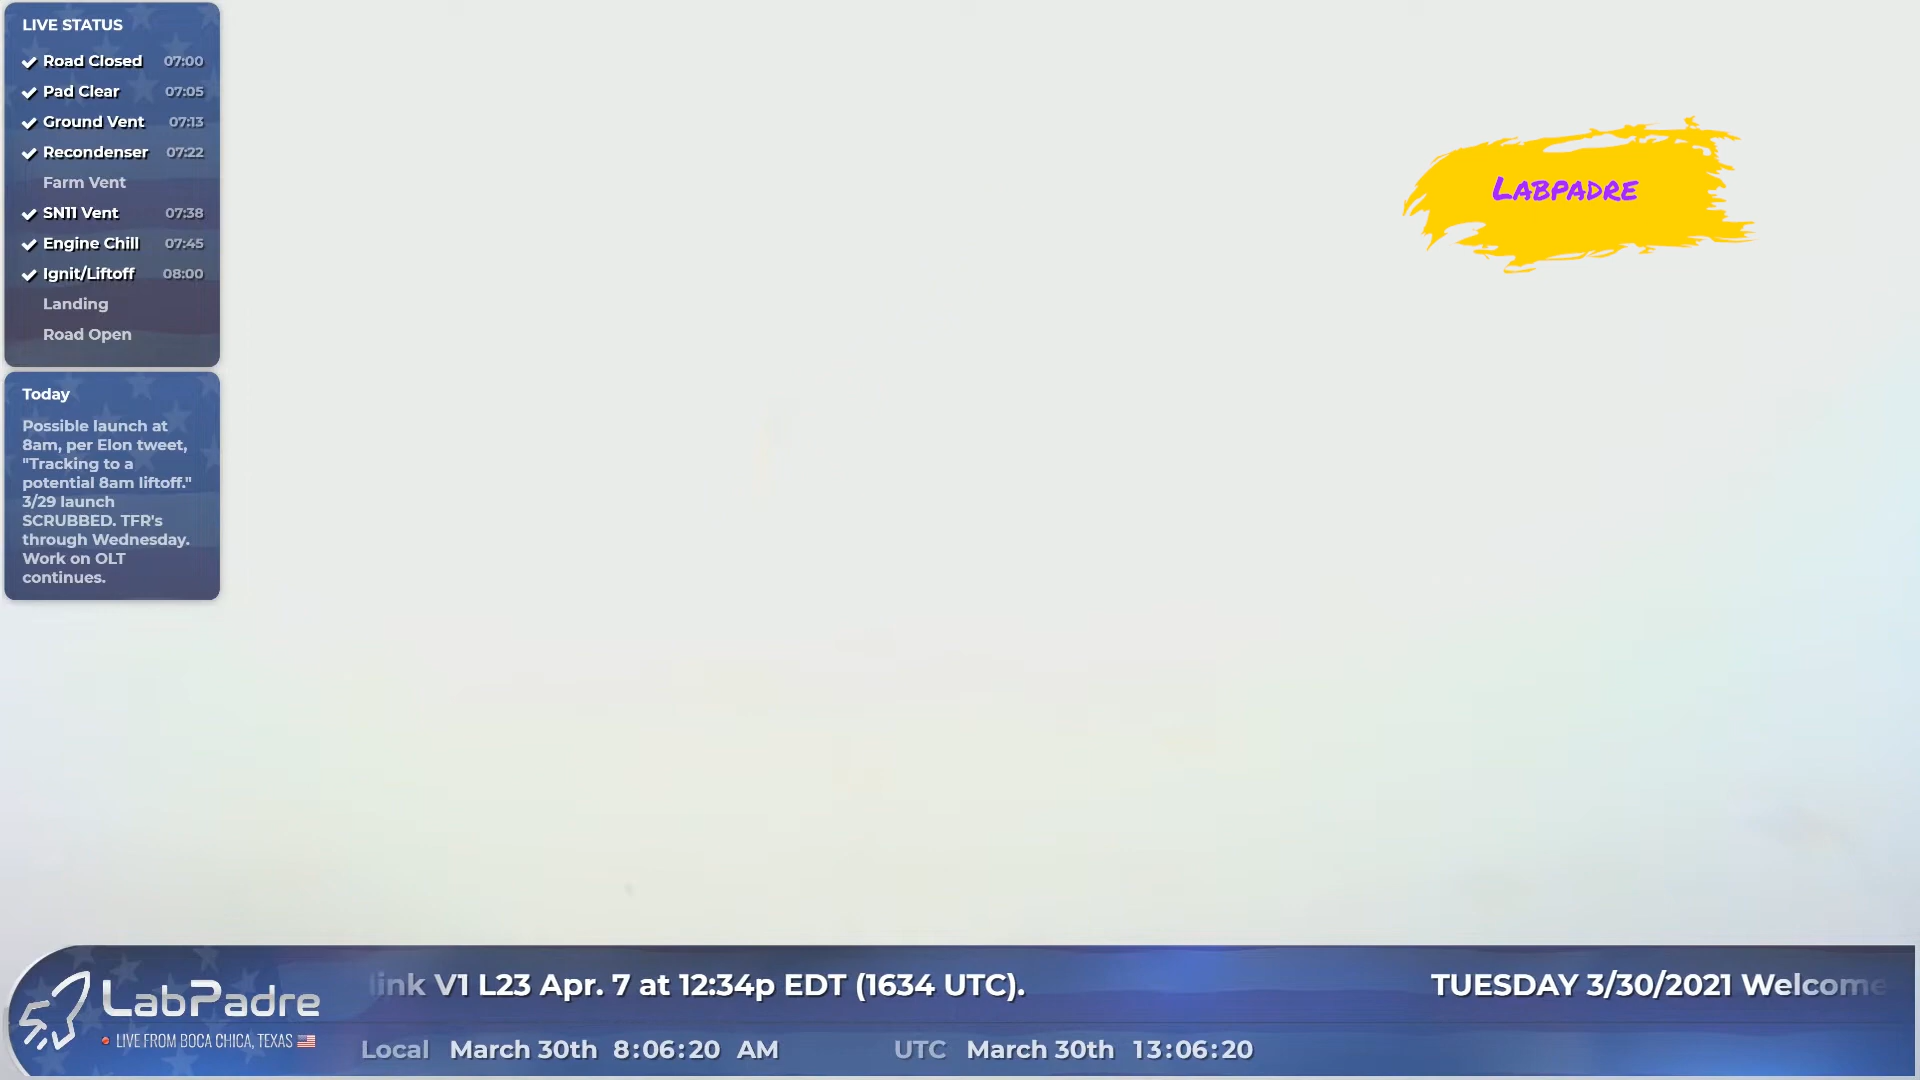 LIVE STATUS
Road Closed 07:00
Pad Clear 07:05
Ground Vent 07:13
Recondenser 07:22
Farm Vent
SN11 Vent 07:38
Engine Chill 07:45
Ignit/Liftoff 08:00
Landing
Road Open
Today
Possible launch at
8am, per Elon tweet,
"Tracking to a
potential 8am liftoff."
3/29 launch
SCRUBBED. TFR's
through Wednesday.
Work on OLT
continues.
Labpadre
link V1 L23 Apr. 7 at 12:34p EDT (1634 UTC). TUESDAY 3/30/2021 Welcome
LabPadre
LIVE FROM BOCA CHICA, TEXAS
Local March 30th 8:06:20 AM UTC March 30th 13:06:20